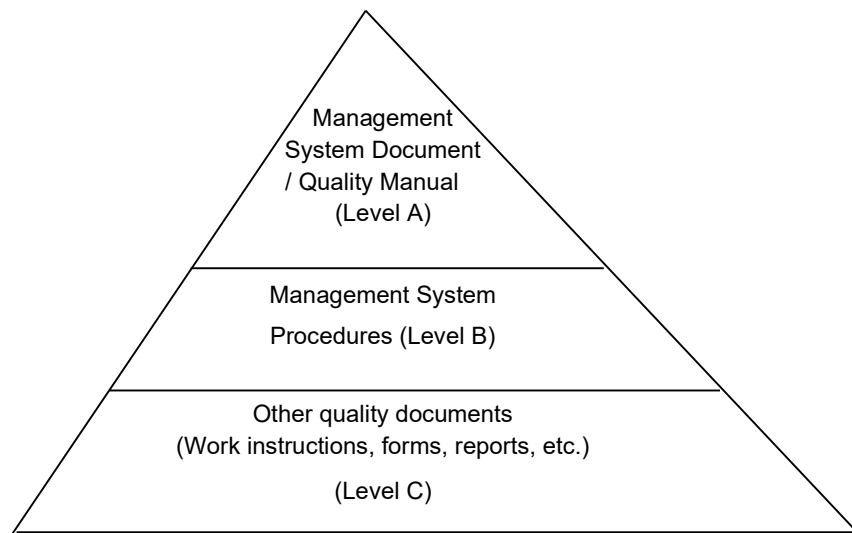 Management
System Document
/ Quality Manual
(Level A)
Management System
Procedures (Level B)
Other quality documents
(Work instructions, forms, reports, etc.)
(Level C)